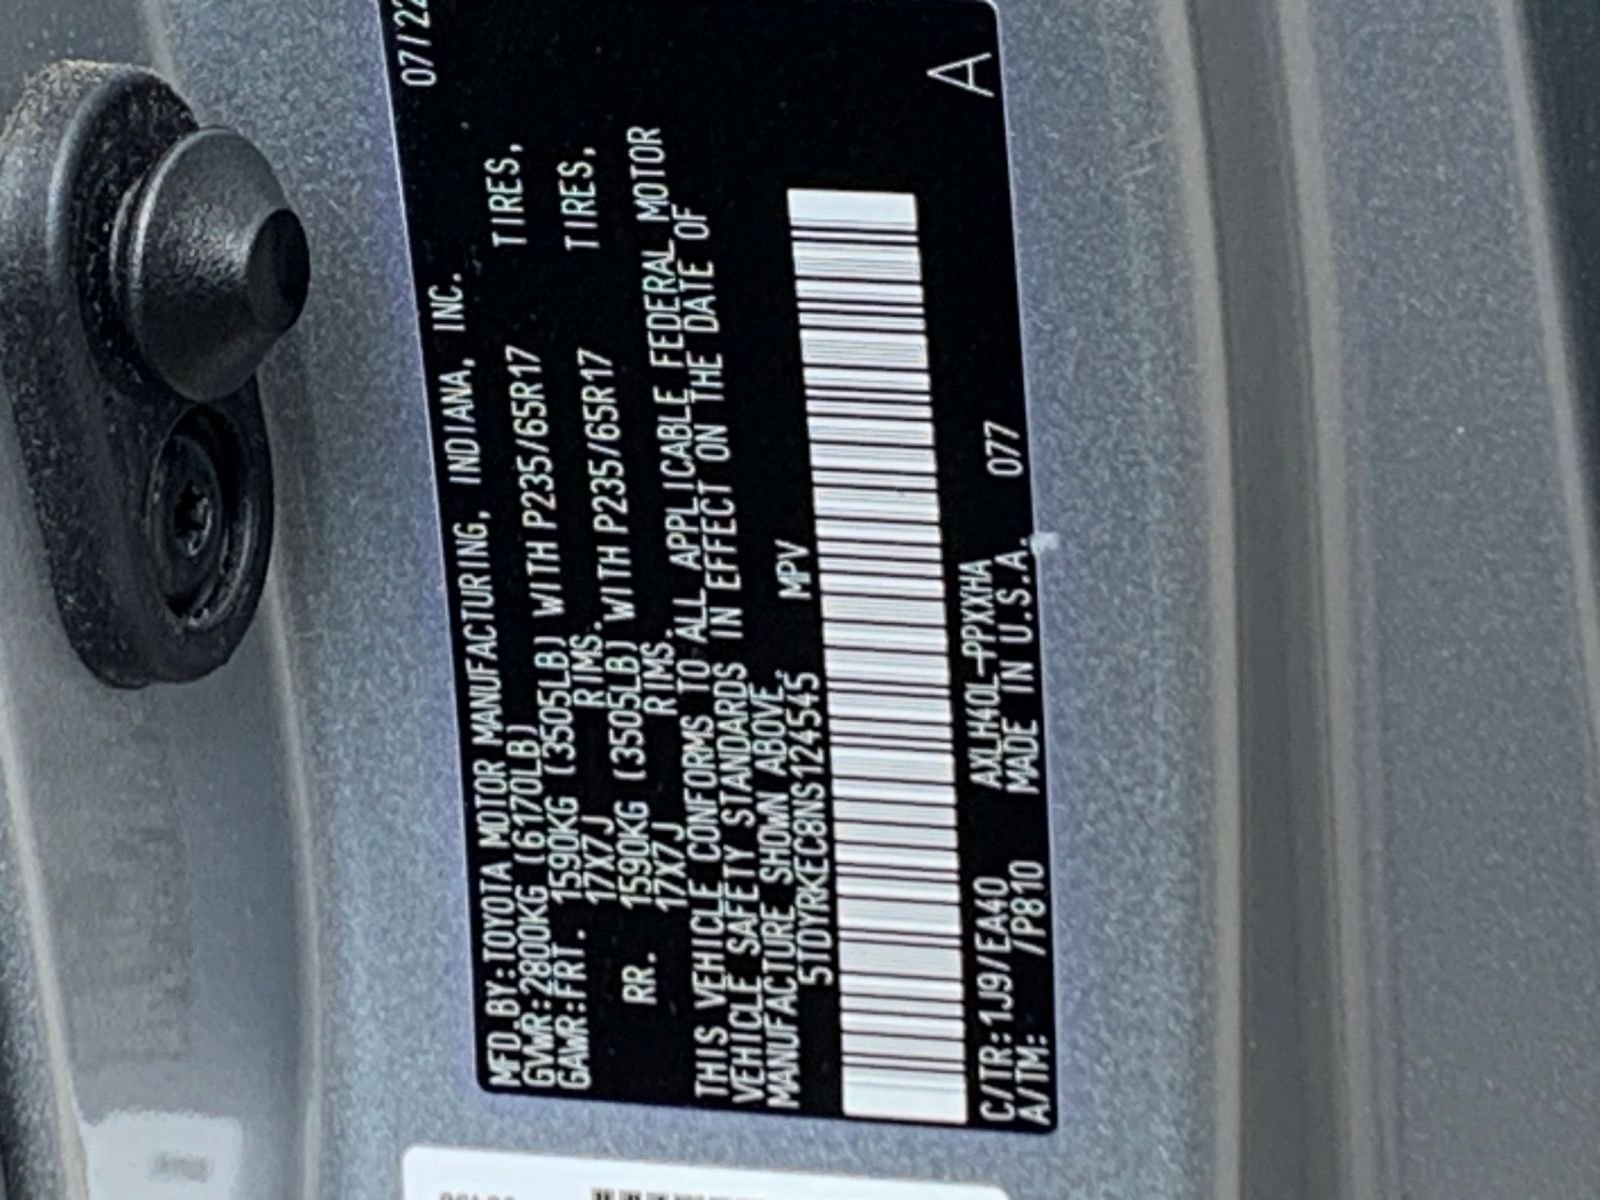 07/22
MFD.BY:TOYOTA MOTOR MANUFACTURING, INDIANA, INC.
GVWR:2800KG (6170LB)
GAWR:FRT. 1590KG (3505LB) WITH P235/65R17 TIRES,
17X7J RIMS.
RR. 1590KG (3505LB) WITH P235/65R17 TIRES,
17X7J RIMS.
THIS VEHICLE CONFORMS TO ALL APPLICABLE FEDERAL MOTOR
VEHICLE SAFETY STANDARDS IN EFFECT ON THE DATE OF
MANUFACTURE SHOWN ABOVE.
5TDYRKEC8NS124545 MPV
A
C/TR:1J9/EA40 AXLH40L-PPXXHA 077
A/TM: /P810 MADE IN U.S.A.